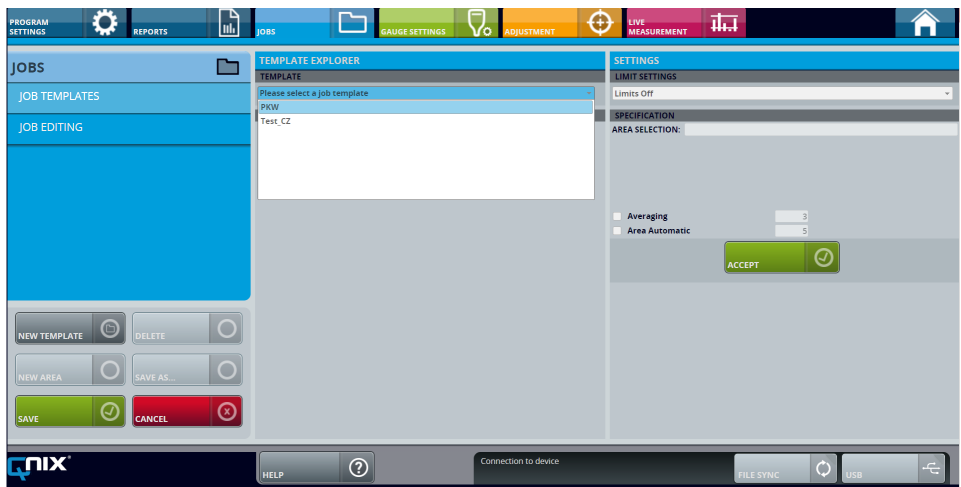 PROGRAM
SETTINGS
REPORTS
JOBS
GAUGE SETTINGS
ADJUSTMENT
LIVE
MEASUREMENT
JOBS
JOB TEMPLATES
JOB EDITING
TEMPLATE EXPLORER
TEMPLATE
Please select a job template
PKW
Test_CZ
SETTINGS
LIMIT SETTINGS
Limits Off
SPECIFICATION
AREA SELECTION:
Averaging 3
Area Automatic 5
ACCEPT
NEW TEMPLATE
DELETE
NEW AREA
SAVE AS...
SAVE
CANCEL
QNIX
HELP
Connection to device
FILE SYNC
USB